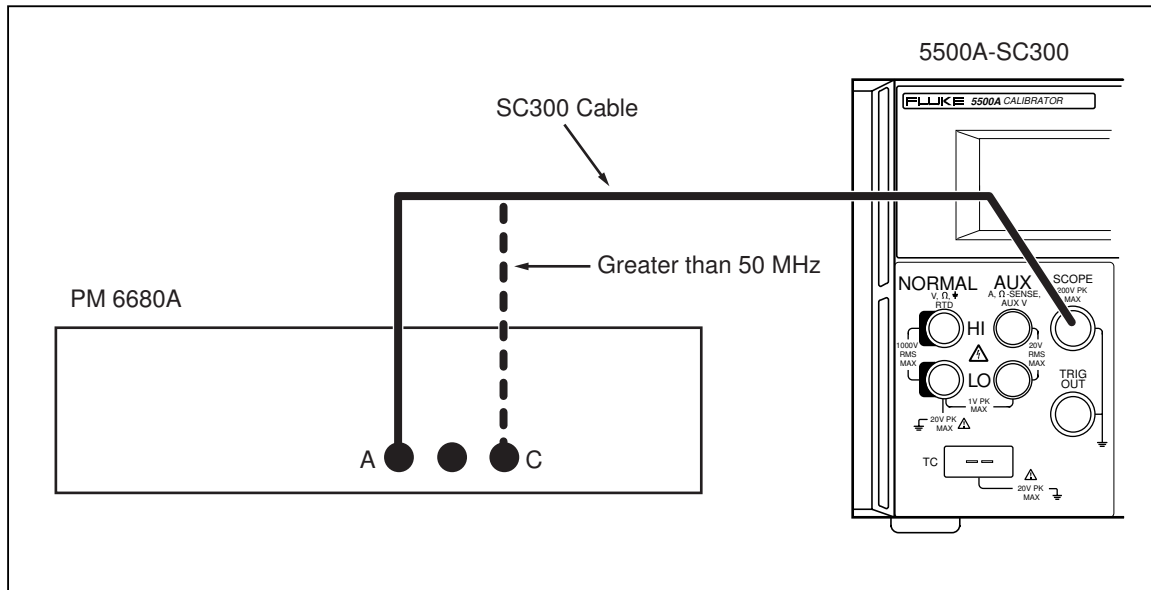 5500A-SC300
FLUKE 5500A CALIBRATOR
SC300 Cable
Greater than 50 MHz
PM 6680A
A
C
NORMAL
V, Ω,
RTD
AUX
A, Ω -SENSE,
AUX V
SCOPE
200V PK
MAX
HI
1000V
RMS
MAX
20V
RMS
MAX
LO
TRIG
OUT
1V PK
MAX
20V PK
MAX
TC
20V PK
MAX